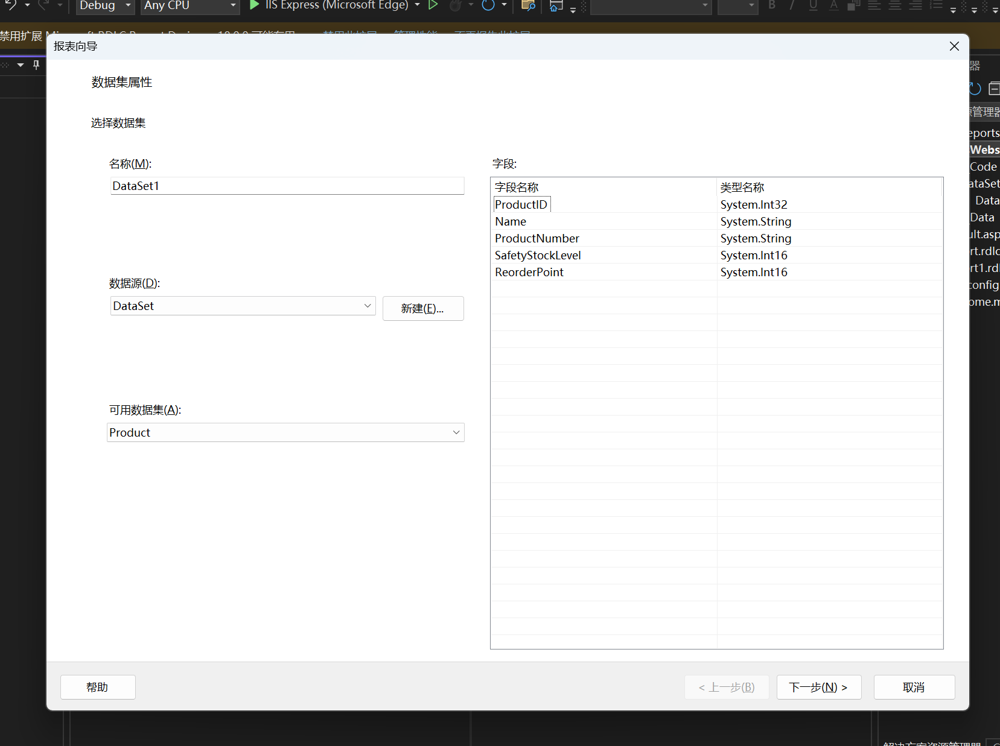 Debug
Any CPU
IIS Express (Microsoft Edge)
禁用扩展
报表向导
器
数据集属性
选择数据集
管理器
名称(M):
字段:
DataSet1
字段名称 类型名称
ProductID System.Int32
Name System.String
ProductNumber System.String
SafetyStockLevel System.Int16
ReorderPoint System.Int16
数据源(D):
DataSet
新建(E)...
可用数据集(A):
Product
eports
Webs
Code
ataSet
Data
Data
ult.asp
rt.rdlc
rt1.rdl
config
ome.m
帮助
< 上一步(B)
下一步(N) >
取消